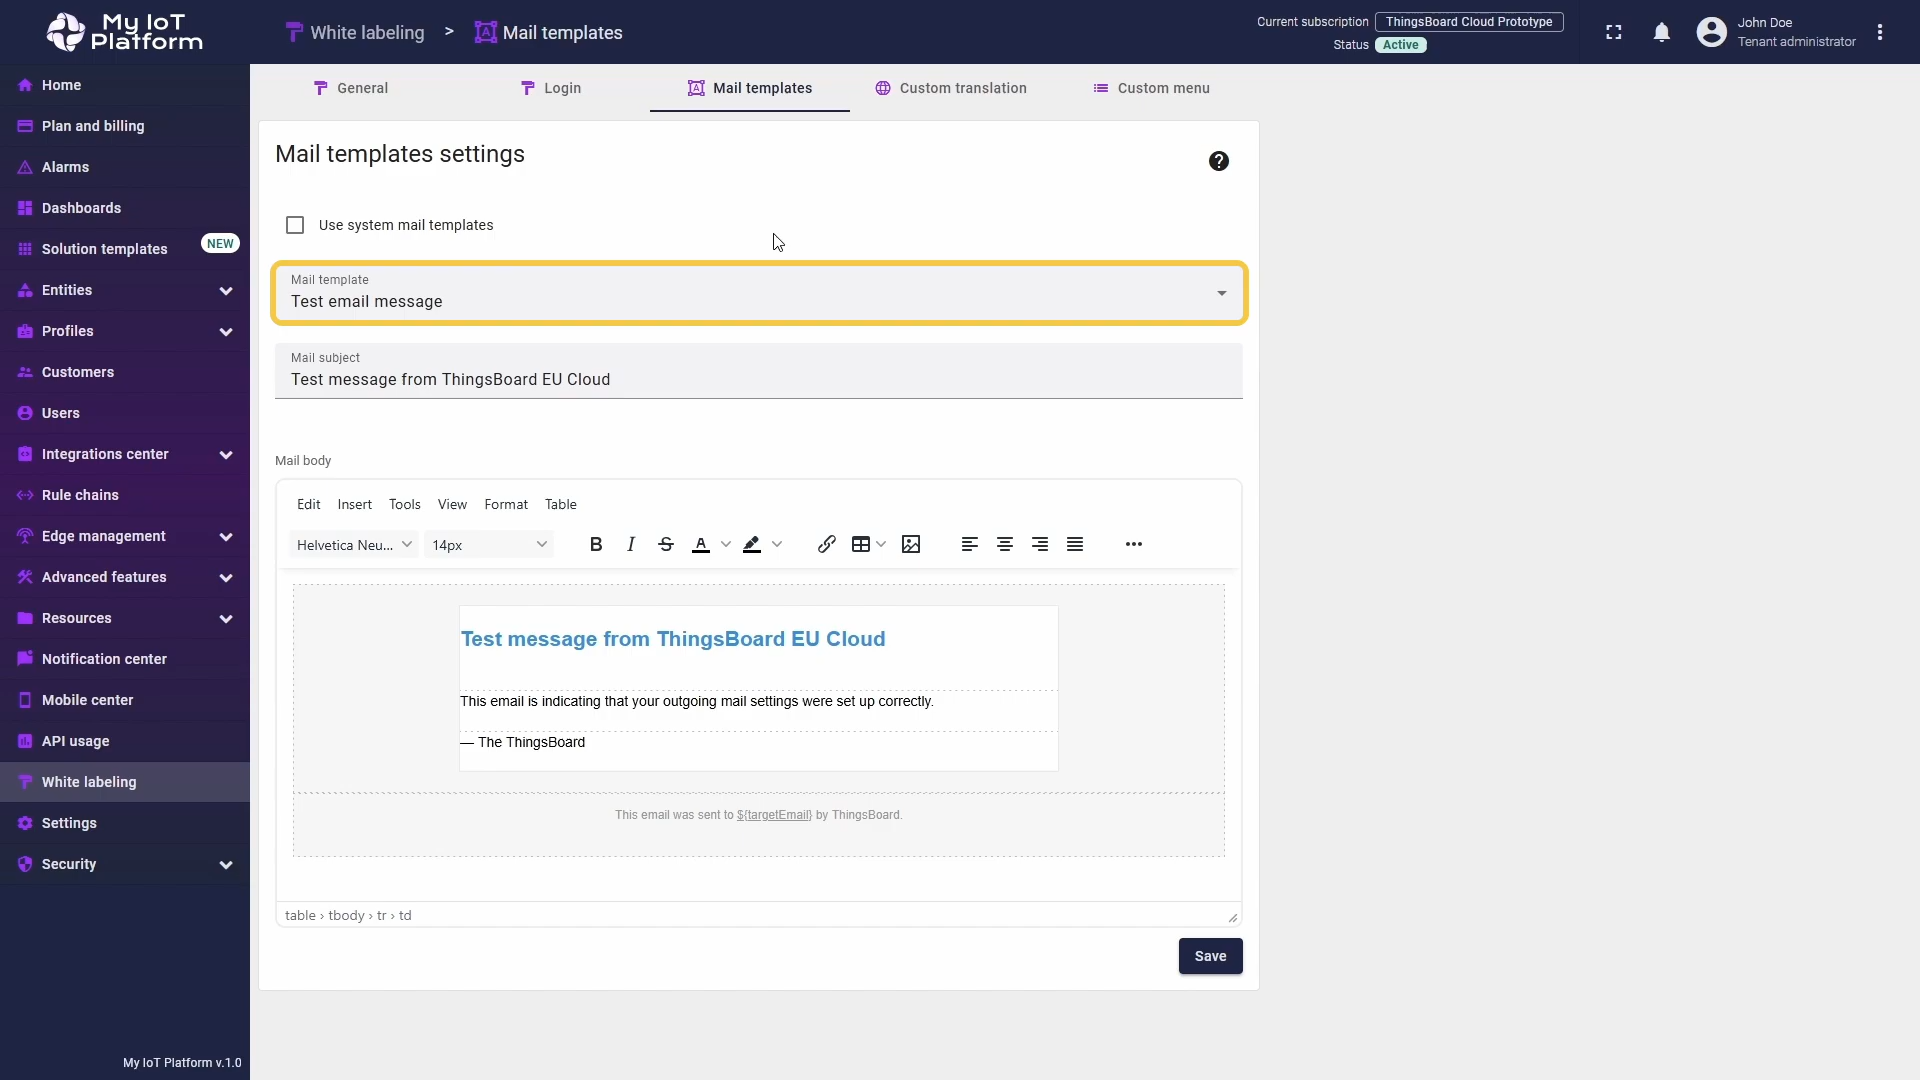 My IoT
Platform
White labeling > Mail templates
Current subscription ThingsBoard Cloud Prototype
Status Active
John Doe
Tenant administrator
Home
Plan and billing
Alarms
Dashboards
Solution templates NEW
Entities
Profiles
Customers
Users
Integrations center
Rule chains
Edge management
Advanced features
Resources
Notification center
Mobile center
API usage
White labeling
Settings
Security
My IoT Platform v.1.0
General Login Mail templates Custom translation Custom menu
Mail templates settings
?
Use system mail templates
Mail template
Test email message
Mail subject
Test message from ThingsBoard EU Cloud
Mail body
Edit Insert Tools View Format Table
Helvetica Neu... 14px B I S A
Test message from ThingsBoard EU Cloud
This email is indicating that your outgoing mail settings were set up correctly.
— The ThingsBoard
This email was sent to ${targetEmail} by ThingsBoard.
table › tbody › tr › td
Save